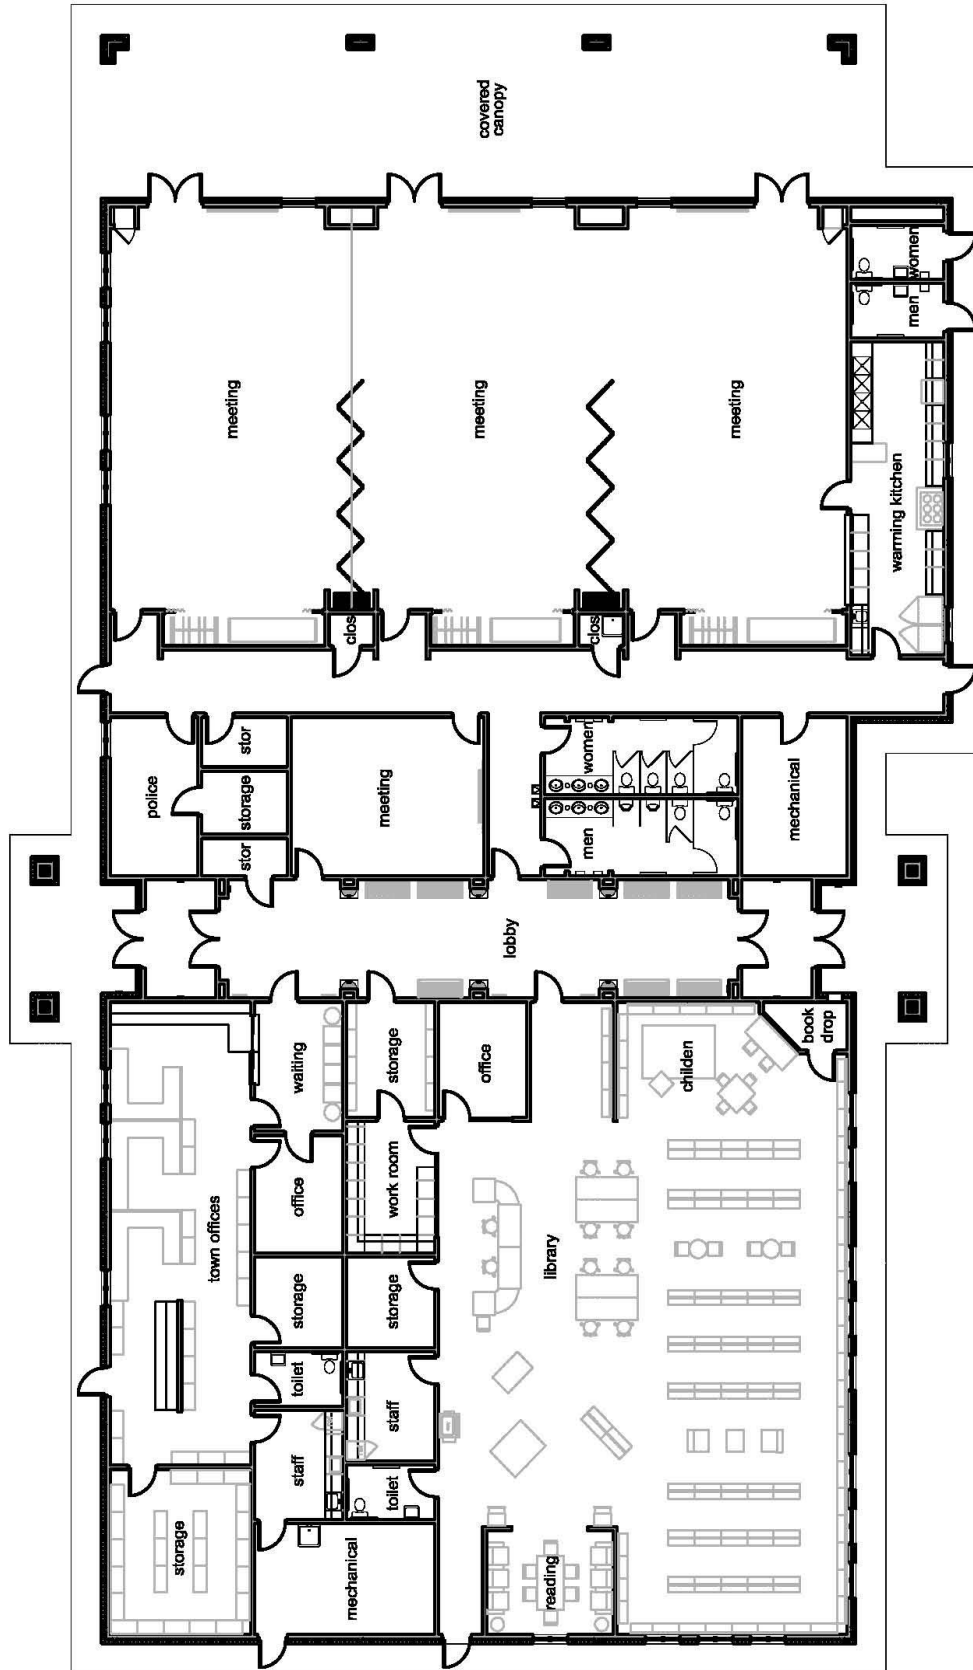 storage
police
town offices
stor
storage
stor
meeting
staff
toilet
storage
office
waiting
mechanical
clos
toilet
staff
storage
work room
storage
meeting
office
meeting
covered
canopy
lobby
reading
library
men
women
clos
childen
meeting
book
drop
mechanical
warming kitchen
men
women